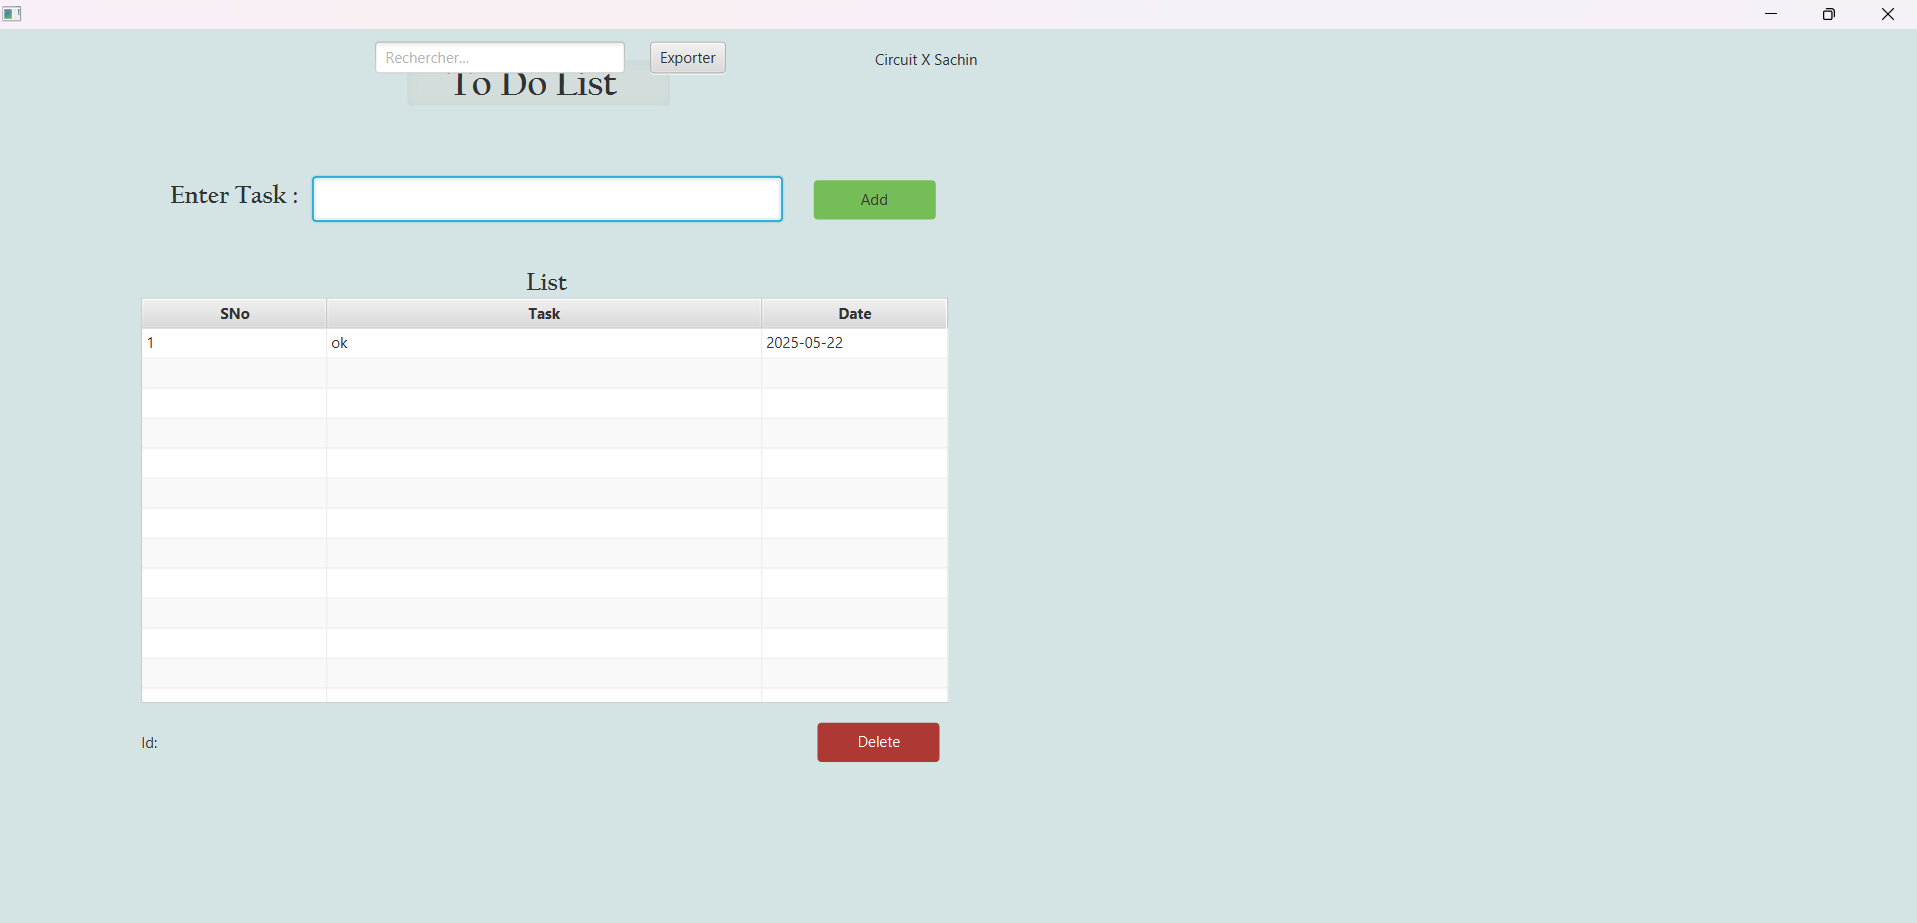 Rechercher...
Exporter
Circuit X Sachin
To Do List
Enter Task :
Add
List
SNo Task Date
1 ok 2025-05-22
Id:
Delete